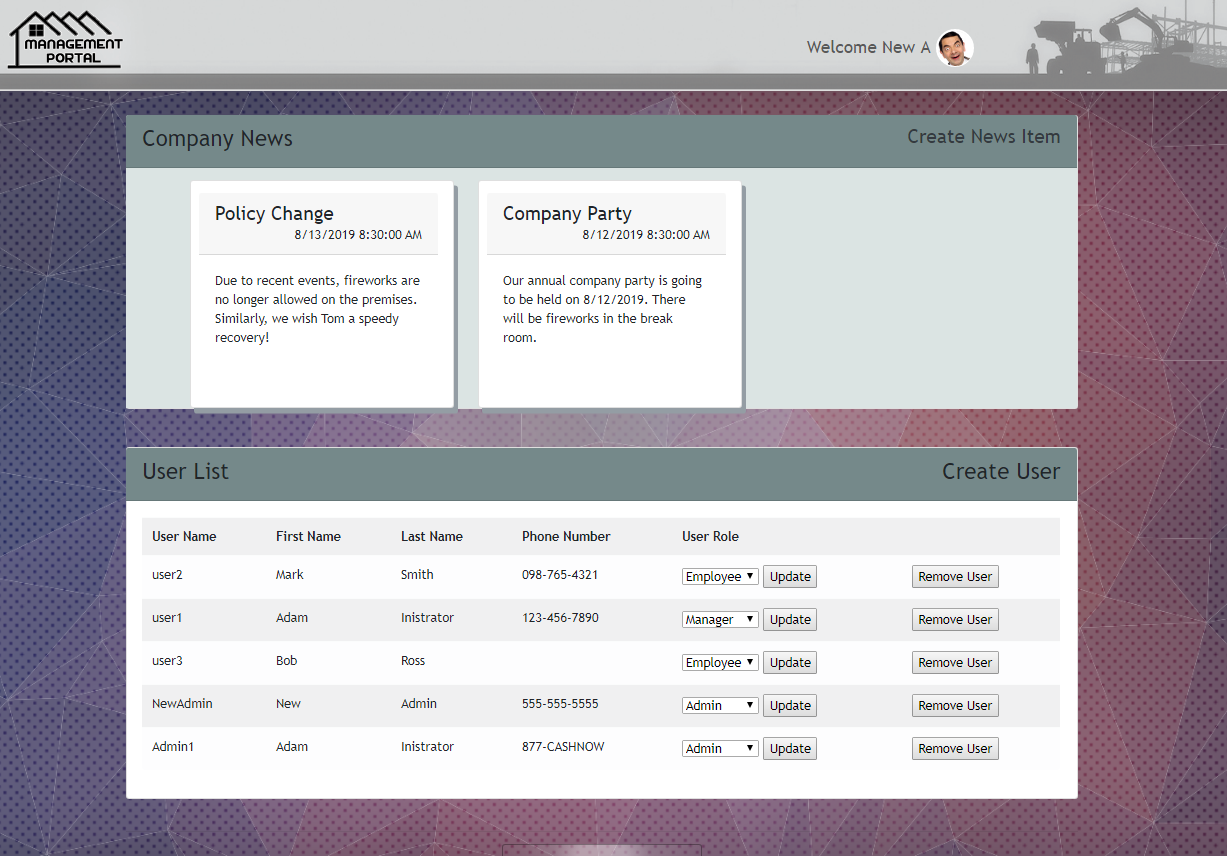 MANAGEMENT
PORTAL
Welcome New A
Company News
Create News Item
Policy Change
8/13/2019 8:30:00 AM
Due to recent events, fireworks are
no longer allowed on the premises.
Similarly, we wish Tom a speedy
recovery!
Company Party
8/12/2019 8:30:00 AM
Our annual company party is going
to be held on 8/12/2019. There
will be fireworks in the break
room.
User List
Create User
User Name First Name Last Name Phone Number User Role
user2 Mark Smith 098-765-4321 Employee Update Remove User
user1 Adam Inistrator 123-456-7890 Manager Update Remove User
user3 Bob Ross Employee Update Remove User
NewAdmin New Admin 555-555-5555 Admin Update Remove User
Admin1 Adam Inistrator 877-CASHNOW Admin Update Remove User